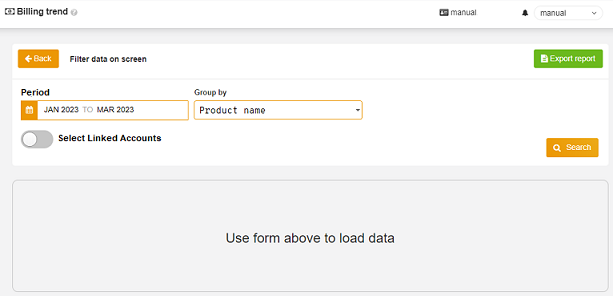 Billing trend
manual
manual
Back
Filter data on screen
Export report
Period
Group by
JAN 2023 TO MAR 2023
Product name
Select Linked Accounts
Search
Use form above to load data